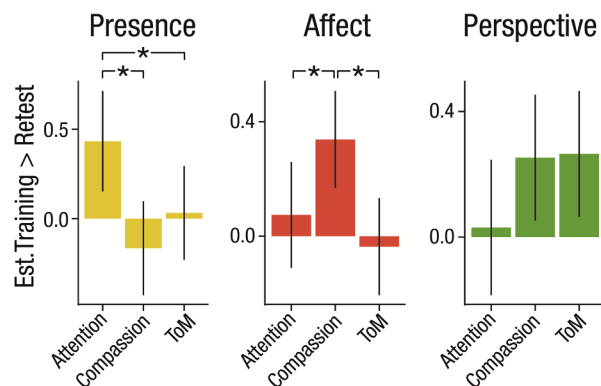 Presence
Affect
Perspective
Est.Training > Retest
*
*
0.5
0.0
Attention
Compassion
ToM
* *
0.4
0.0
Attention
Compassion
ToM
0.4
0.0
Attention
Compassion
ToM